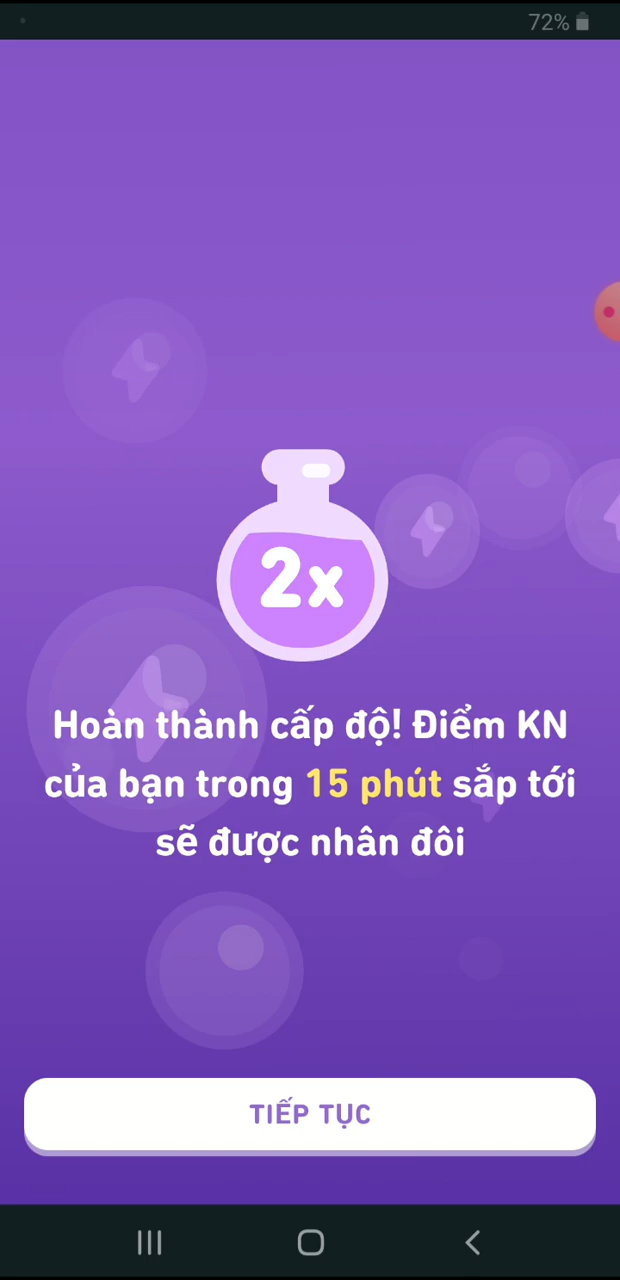 72%
2x
Hoàn thành cấp độ! Điểm KN
của bạn trong 15 phút sắp tới
sẽ được nhân đôi
TIẾP TỤC